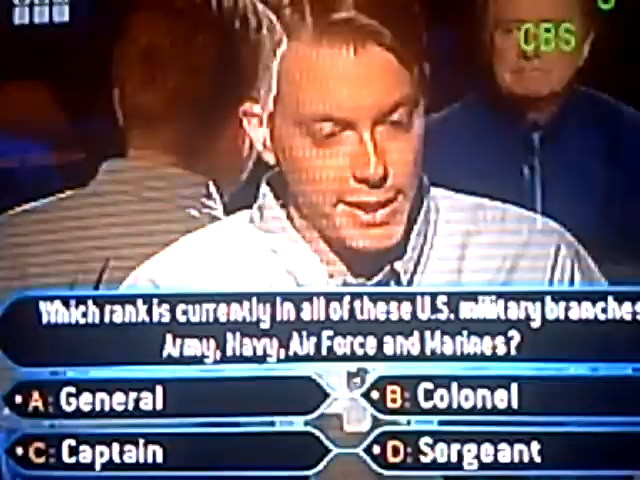 CBS
Which rank is currently in all of these U.S. military branches
Army, Navy, Air Force and Marines?
A: General
B: Colonel
C: Captain
D: Sergeant